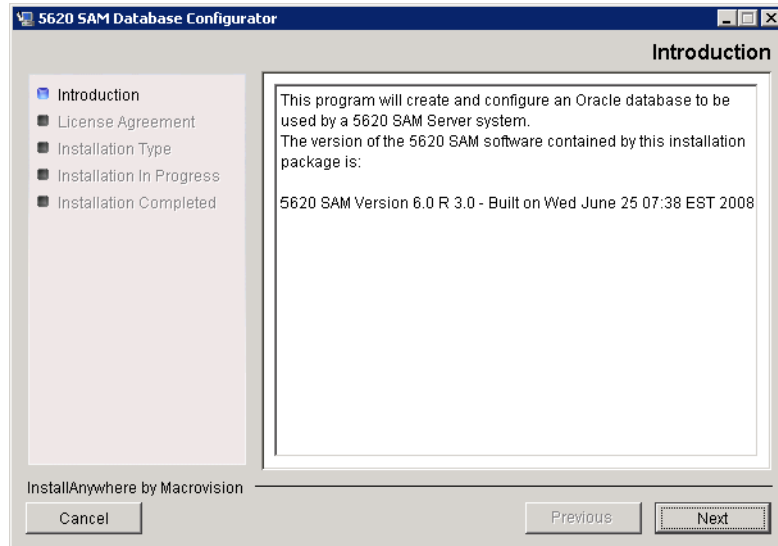 5620 SAM Database Configurator
Introduction
Introduction
License Agreement
Installation Type
Installation In Progress
Installation Completed
This program will create and configure an Oracle database to be
used by a 5620 SAM Server system.
The version of the 5620 SAM software contained by this installation
package is:
5620 SAM Version 6.0 R 3.0 - Built on Wed June 25 07:38 EST 2008
InstallAnywhere by Macrovision
Cancel
Previous
Next